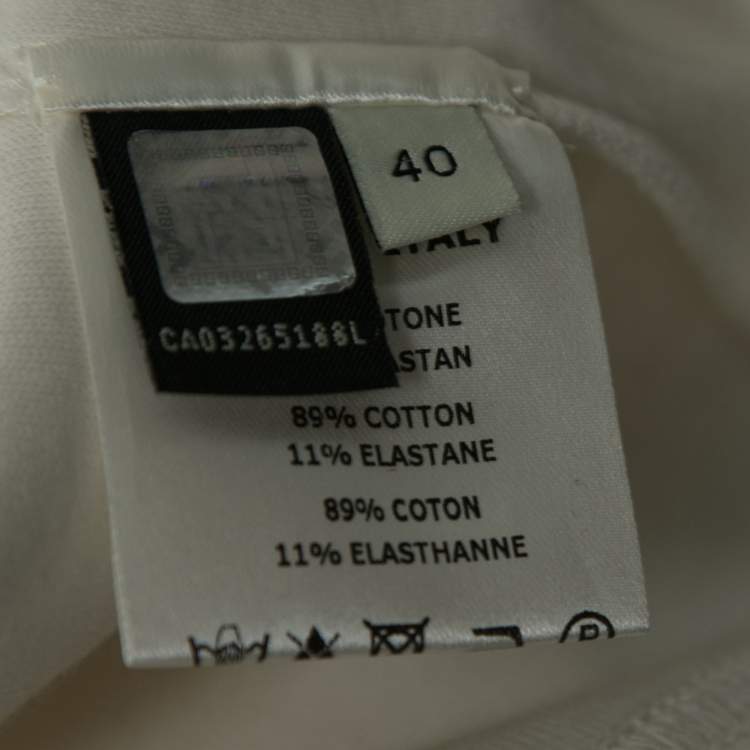 40
ITALY
CA03265188L
TONE
ASTAN
89% COTTON
11% ELASTANE
89% COTON
11% ELASTHANNE
P